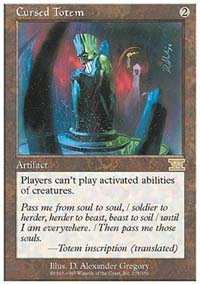 Cursed Totem
2
Artifact
Players can't play activated abilities
of creatures.
Pass me from soul to soul, / soldier to
herder, herder to beast, beast to soil / until
I am everywhere. / Then pass me those
souls.
—Totem inscription (translated)
Illus. D. Alexander Gregory